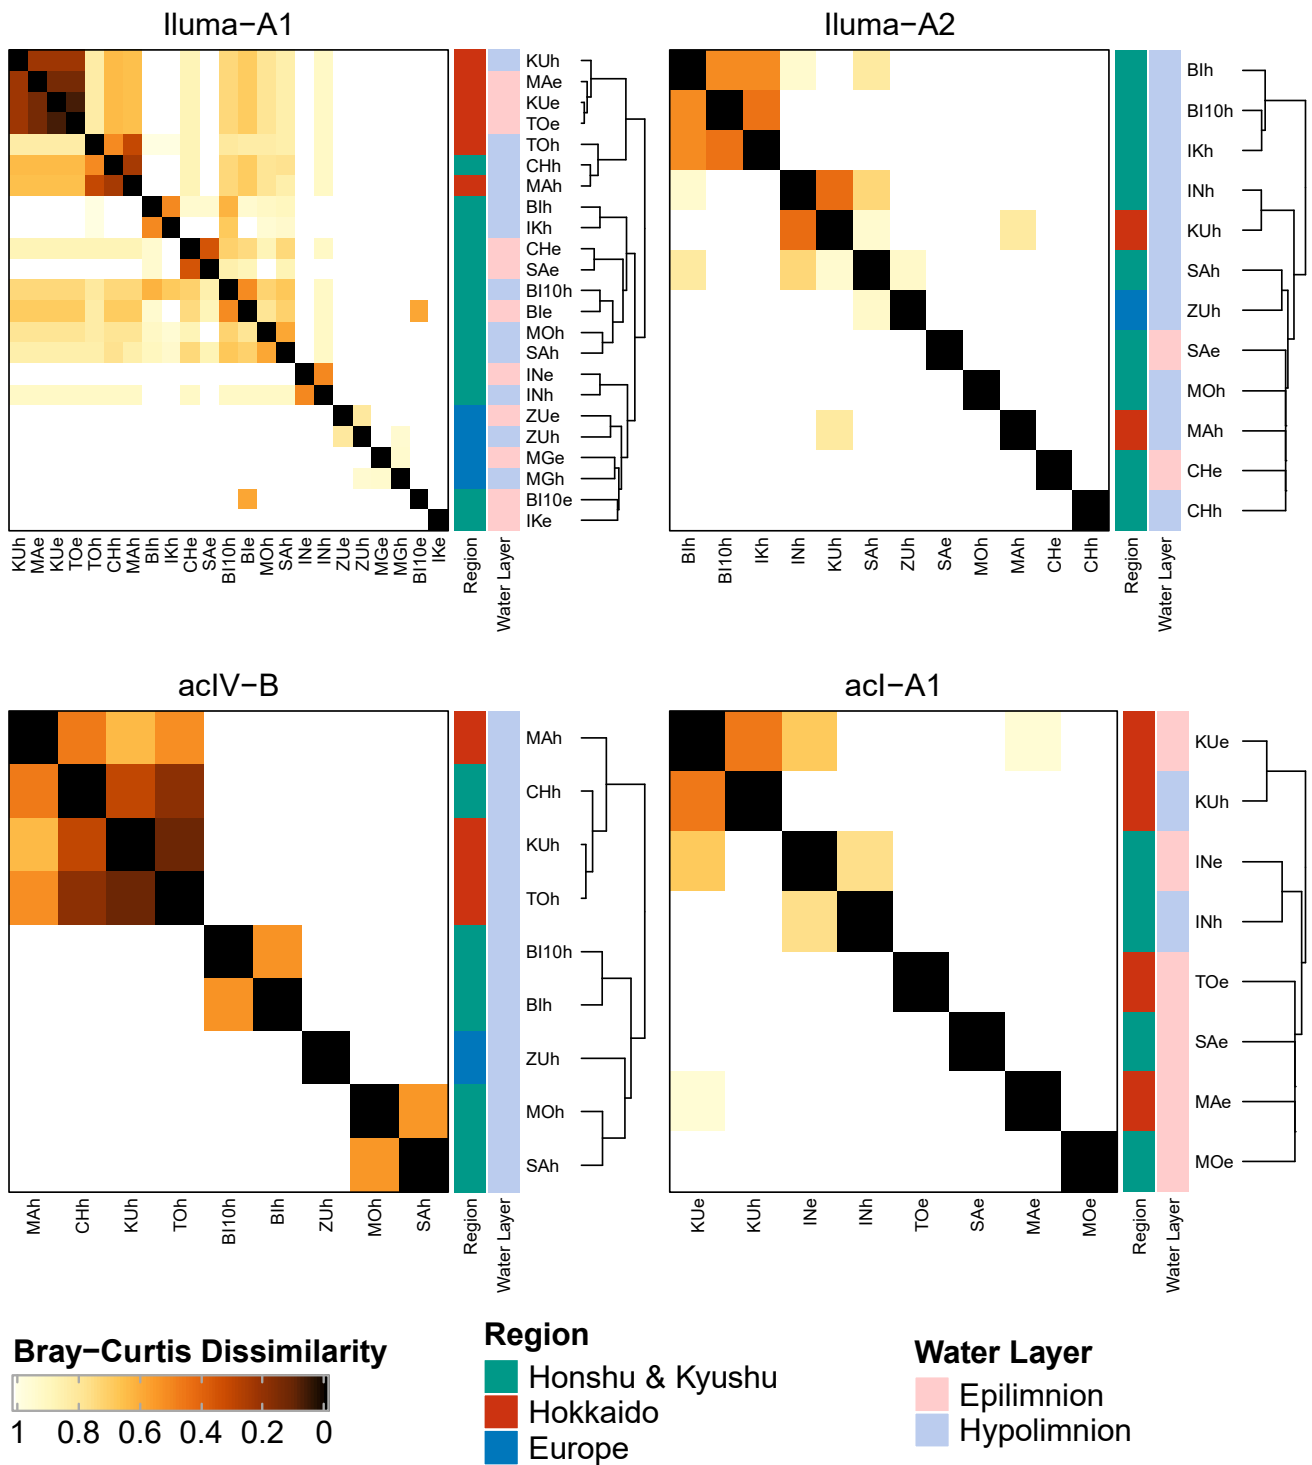 Iluma−A1
KUh
MAe
KUe
TOe
TOh
CHh
MAh
BIh
IKh
CHe
SAe
BI10h
BIe
MOh
SAh
INe
INh
ZUe
ZUh
MGe
MGh
BI10e
IKe
KUh MAe KUe TOe TOh CHh MAh BIh IKh CHe SAe BI10h BIe MOh SAh INe INh ZUe ZUh MGe MGh BI10e IKe Region Water Layer
Iluma−A2
BIh
BI10h
IKh
INh
KUh
SAh
ZUh
SAe
MOh
MAh
CHe
CHh
BIh BI10h IKh INh KUh SAh ZUh SAe MOh MAh CHe CHh Region Water Layer
acIV−B
MAh
CHh
KUh
TOh
BI10h
BIh
ZUh
MOh
SAh
MAh CHh KUh TOh BI10h BIh ZUh MOh SAh Region Water Layer
acI−A1
KUe
KUh
INe
INh
TOe
SAe
MAe
MOe
KUe KUh INe INh TOe SAe MAe MOe Region Water Layer
Bray−Curtis Dissimilarity
1 0.8 0.6 0.4 0.2 0
Region
Honshu & Kyushu
Hokkaido
Europe
Water Layer
Epilimnion
Hypolimnion